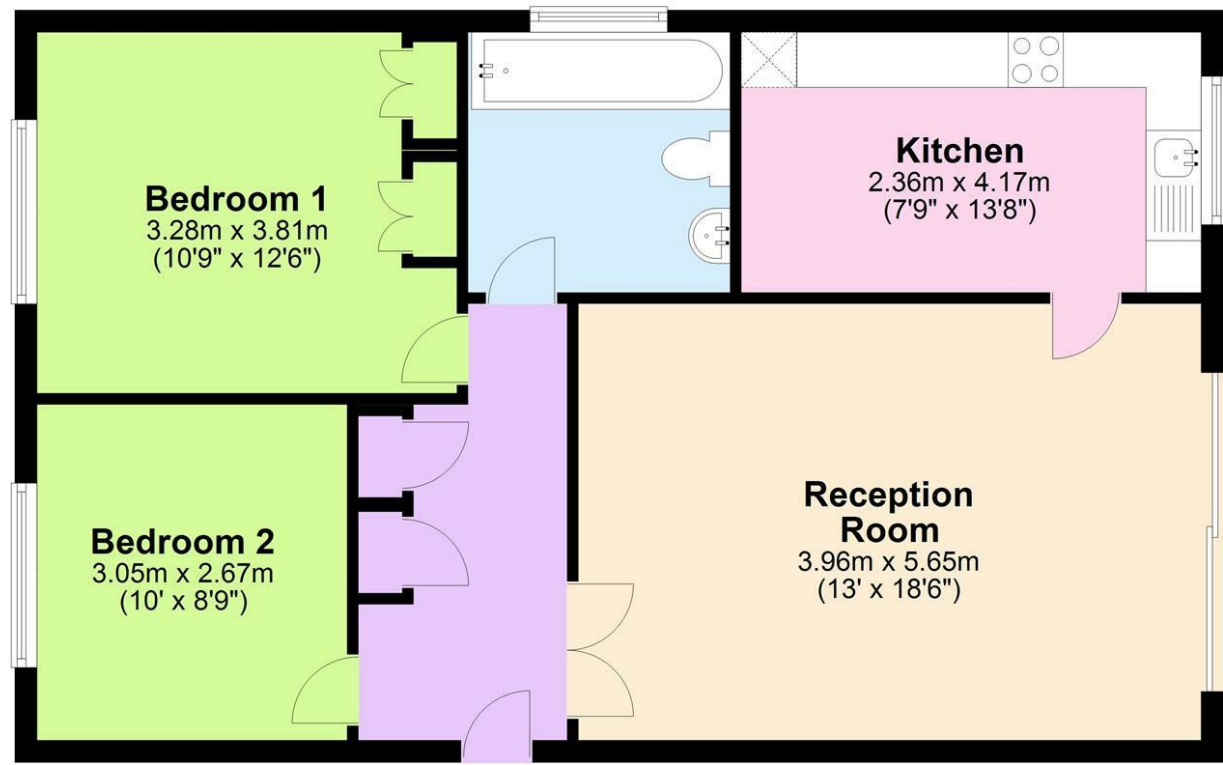 Bedroom 1
3.28m x 3.81m
(10'9" x 12'6")
Kitchen
2.36m x 4.17m
(7'9" x 13'8")
Bedroom 2
3.05m x 2.67m
(10' x 8'9")
Reception
Room
3.96m x 5.65m
(13' x 18'6")